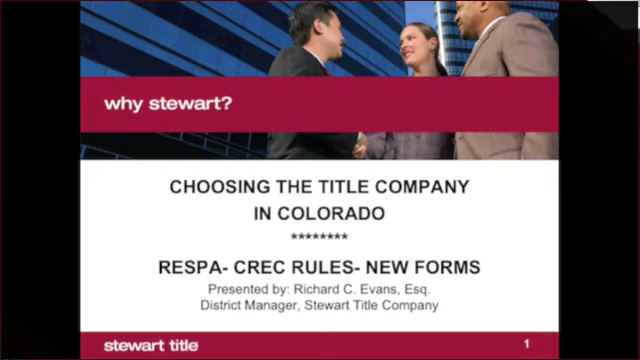 why stewart?
CHOOSING THE TITLE COMPANY
IN COLORADO
********
RESPA- CREC RULES- NEW FORMS
Presented by: Richard C. Evans, Esq.
District Manager, Stewart Title Company
stewart title
1